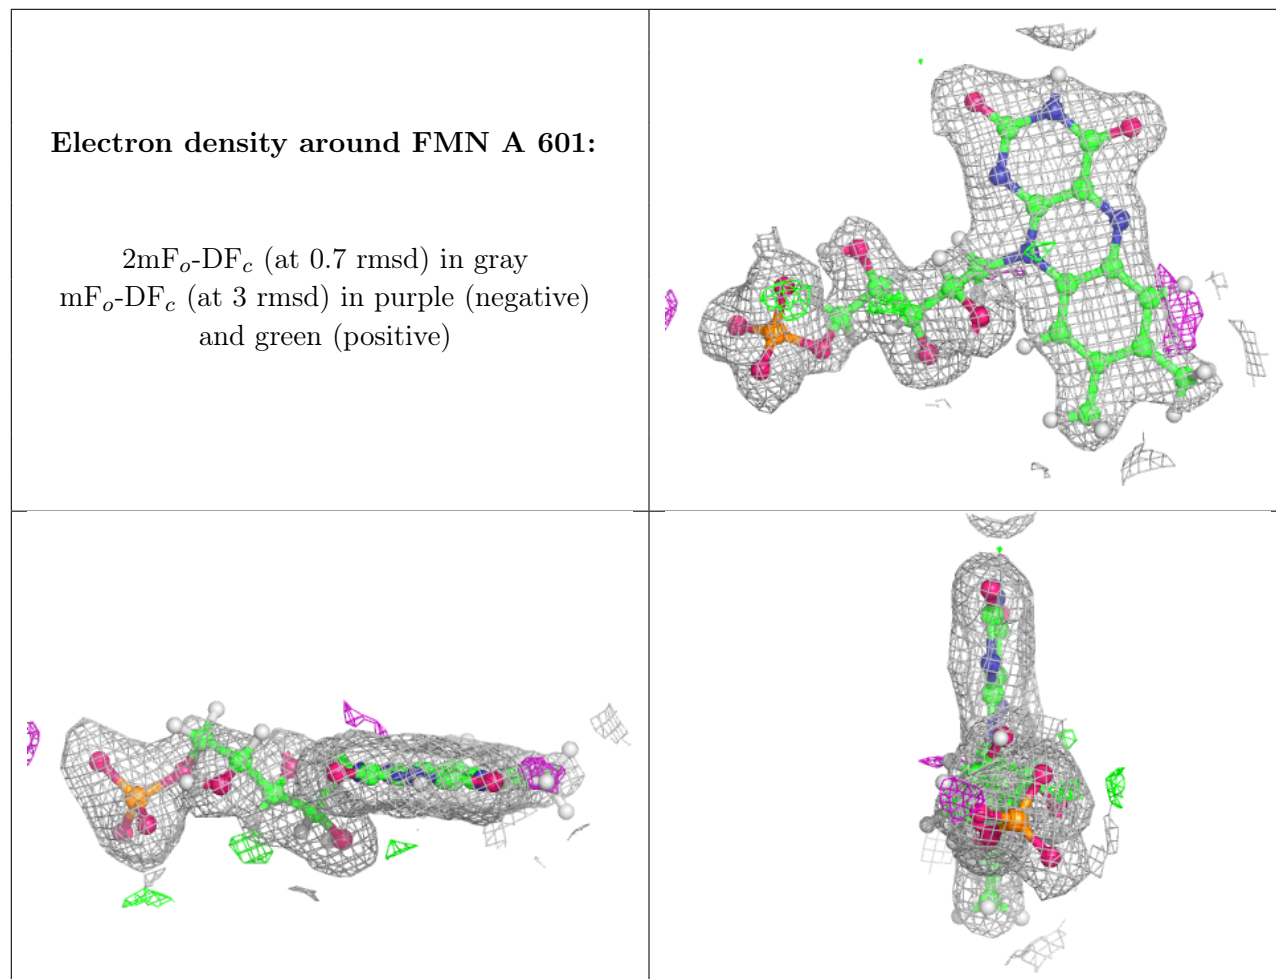 Electron density around FMN A 601:
2mFo-DFc (at 0.7 rmsd) in gray
mFo-DFc (at 3 rmsd) in purple (negative)
and green (positive)